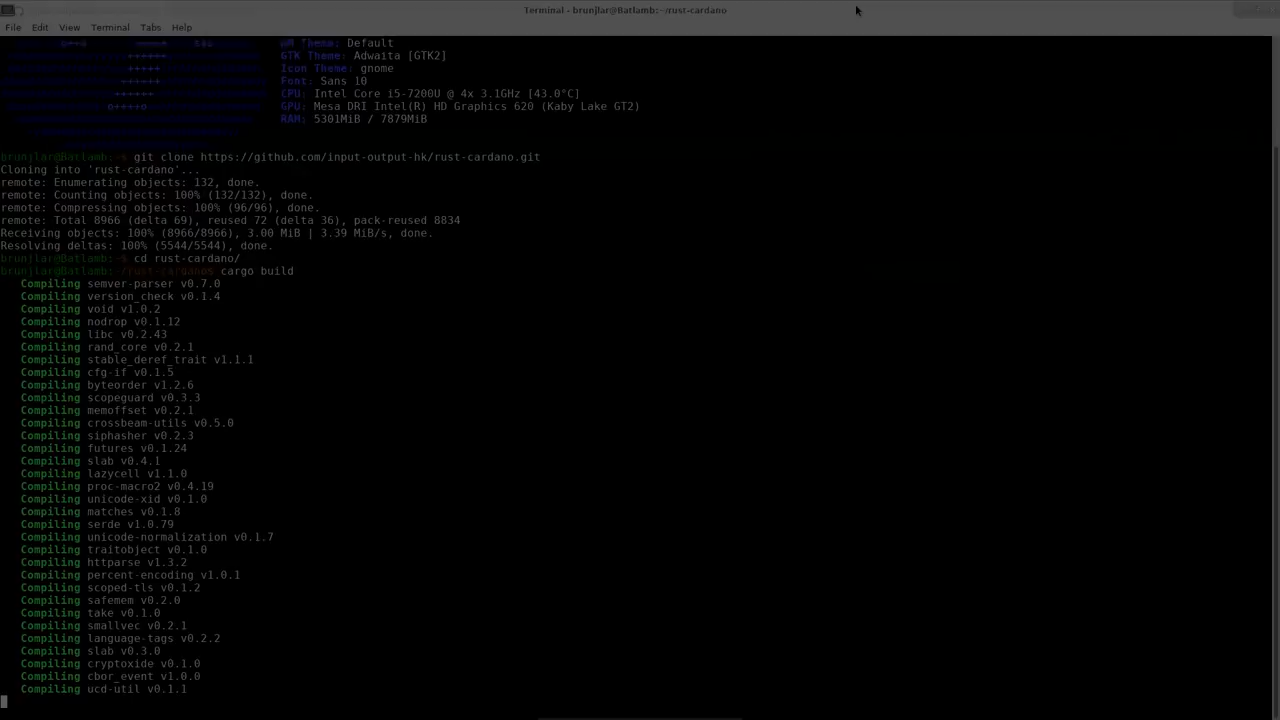 Terminal - brunjlar@Batlamb:~/rust-cardano
File Edit View Terminal Tabs Help
WM Theme: Default
GTK Theme: Adwaita [GTK2]
Icon Theme: gnome
Font: Sans 10
CPU: Intel Core i5-7200U @ 4x 3.1GHz [43.0°C]
GPU: Mesa DRI Intel(R) HD Graphics 620 (Kaby Lake GT2)
RAM: 5301MiB / 7879MiB
brunjlar@Batlamb:~$ git clone https://github.com/input-output-hk/rust-cardano.git
Cloning into 'rust-cardano'...
remote: Enumerating objects: 132, done.
remote: Counting objects: 100% (132/132), done.
remote: Compressing objects: 100% (96/96), done.
remote: Total 8966 (delta 69), reused 72 (delta 36), pack-reused 8834
Receiving objects: 100% (8966/8966), 3.00 MiB | 3.39 MiB/s, done.
Resolving deltas: 100% (5544/5544), done.
brunjlar@Batlamb:~$ cd rust-cardano/
brunjlar@Batlamb:~/rust-cardano$ cargo build
Compiling semver-parser v0.7.0
Compiling version_check v0.1.4
Compiling void v1.0.2
Compiling nodrop v0.1.12
Compiling libc v0.2.43
Compiling rand_core v0.2.1
Compiling stable_deref_trait v1.1.1
Compiling cfg-if v0.1.5
Compiling byteorder v1.2.6
Compiling scopeguard v0.3.3
Compiling memoffset v0.2.1
Compiling crossbeam-utils v0.5.0
Compiling siphasher v0.2.3
Compiling futures v0.1.24
Compiling slab v0.4.1
Compiling lazycell v1.1.0
Compiling proc-macro2 v0.4.19
Compiling unicode-xid v0.1.0
Compiling matches v0.1.8
Compiling serde v1.0.79
Compiling unicode-normalization v0.1.7
Compiling traitobject v0.1.0
Compiling httparse v1.3.2
Compiling percent-encoding v1.0.1
Compiling scoped-tls v0.1.2
Compiling safemem v0.2.0
Compiling take v0.1.0
Compiling smallvec v0.2.1
Compiling language-tags v0.2.2
Compiling slab v0.3.0
Compiling cryptoxide v0.1.0
Compiling cbor_event v1.0.0
Compiling ucd-util v0.1.1